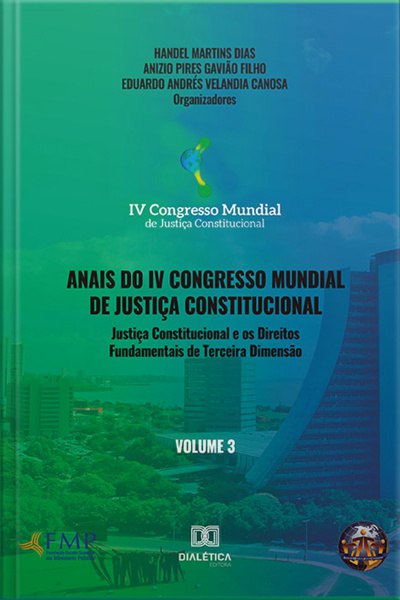 HANDEL MARTINS DIAS
ANIZIO PIRES GAVIÃO FILHO
EDUARDO ANDRÉS VELANDIA CANOSA
Organizadores
IV Congresso Mundial
de Justiça Constitucional
ANAIS DO IV CONGRESSO MUNDIAL
DE JUSTIÇA CONSTITUCIONAL
Justiça Constitucional e os Direitos
Fundamentais de Terceira Dimensão
VOLUME 3
FMP
DIALÉTICA
EDITORA